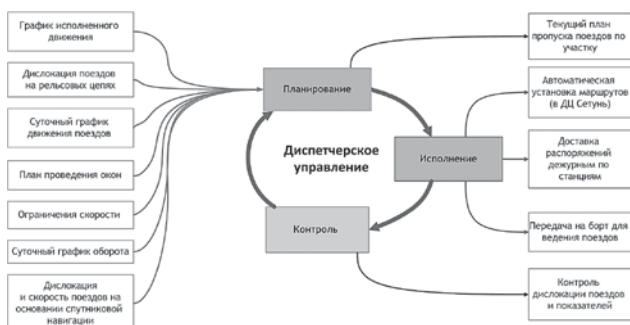 График исполненного
движения
Дислокация поездов
на рельсовых цепях
Суточный график
движения поездов
План проведения окон
Ограничения скорости
Суточный график оборота
Дислокация
и скорость поездов на
основании спутниковой
навигации
Планирование
Диспетчерское
управление
Исполнение
Контроль
Текущий план
пропуска поездов по
участку
Автоматическая
установка маршрутов
(в ДЦ Сетунь)
Доставка
распоряжений
дежурным по
станциям
Передача на борт для
ведения поездов
Контроль
дислокации поездов
и показателей